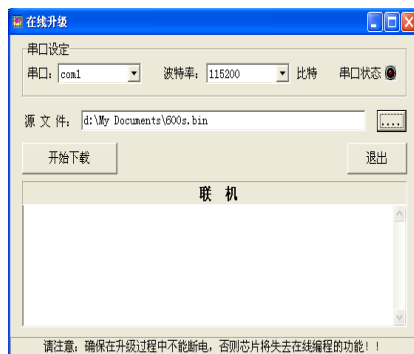 在线升级
串口设定
串口: com1 波特率: 115200 比特 串口状态
源 文 件: d:\My Documents\600s.bin ....
开始下载 退出
联 机
请注意: 确保在升级过程中不能断电, 否则芯片将失去在线编程的功能! !